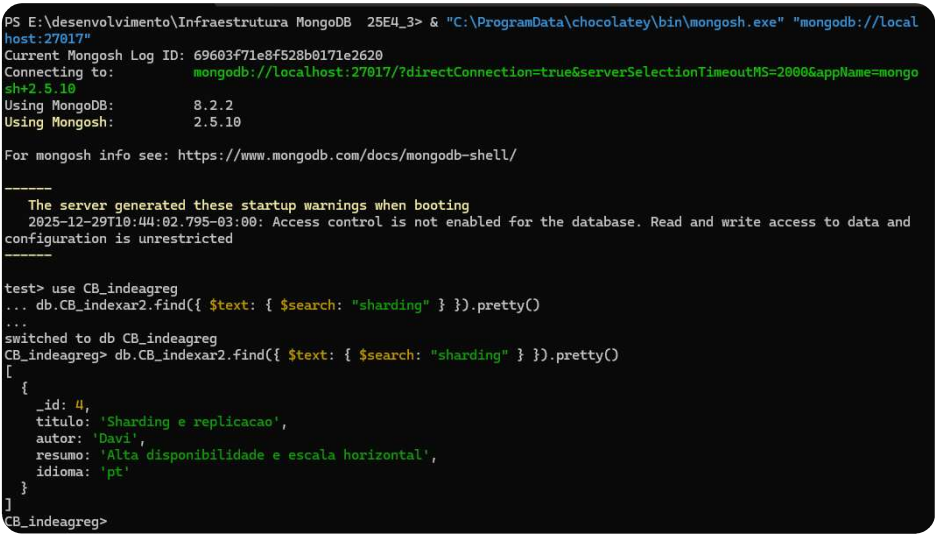 PS E:\desenvolvimento\Infraestrutura MongoDB  25E4_3> & "C:\ProgramData\chocolatey\bin\mongosh.exe" "mongodb://local
host:27017"
Current Mongosh Log ID: 69603f71e8f528b0171e2620
Connecting to:          mongodb://localhost:27017/?directConnection=true&serverSelectionTimeoutMS=2000&appName=mongo
sh+2.5.10
Using MongoDB:          8.2.2
Using Mongosh:          2.5.10

For mongosh info see: https://www.mongodb.com/docs/mongodb-shell/

------
   The server generated these startup warnings when booting
   2025-12-29T10:44:02.795-03:00: Access control is not enabled for the database. Read and write access to data and
configuration is unrestricted
------

test> use CB_indeagreg
... db.CB_indexar2.find({ $text: { $search: "sharding" } }).pretty()
...
switched to db CB_indeagreg
CB_indeagreg> db.CB_indexar2.find({ $text: { $search: "sharding" } }).pretty()
[
  {
    _id: 4,
    titulo: 'Sharding e replicacao',
    autor: 'Davi',
    resumo: 'Alta disponibilidade e escala horizontal',
    idioma: 'pt'
  }
]
CB_indeagreg>